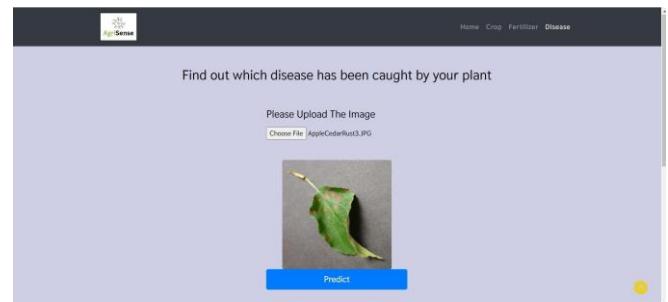 AgriSense
Home Crop Fertilizer Disease
Find out which disease has been caught by your plant
Please Upload The Image
Choose File AppleCedarRust3.JPG
Predict